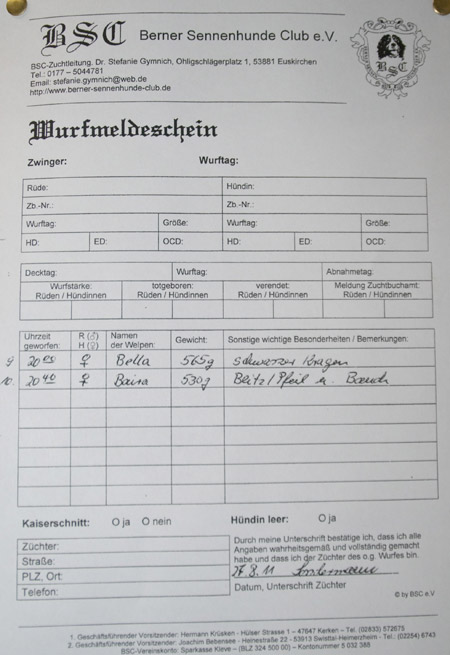 BSC Berner Sennenhunde Club e.V.
BSC-Zuchtleitung, Dr. Stefanie Gymnich, Ohligschlägerplatz 1, 53881 Euskirchen
Tel.: 0177 – 5044781
Email: stefanie.gymnich@web.de
http://www.berner-sennenhunde-club.de
BSC
Wurfmeldeschein
Zwinger: Wurftag:
Rüde: Hündin:
Zb.-Nr.: Zb.-Nr.:
Wurftag: Größe: Wurftag: Größe:
HD: ED: OCD: HD: ED: OCD:
Decktag: Wurftag: Abnahmetag:
Wurfstärke: totgeboren: verendet: Meldung Zuchtbuchamt:
Rüden / Hündinnen Rüden / Hündinnen Rüden / Hündinnen Rüden / Hündinnen
Uhrzeit R (♂) Namen Gewicht: Sonstige wichtige Besonderheiten / Bemerkungen:
geworfen: H (♀) der Welpen:
9. 20 00 ♀ Bella 565g schwarzer Kragen
10. 20 40 ♀ 530g Blitz/Pfeil a. Bauch
Kaiserschnitt: O ja O nein Hündin leer: O ja
Züchter:
Straße:
PLZ, Ort:
Telefon:
Durch meine Unterschrift bestätige ich, dass ich alle
Angaben wahrheitsgemäß und vollständig gemacht
habe und dass ich der Züchter des o.g. Wurfes bin.
27.8.11
Datum, Unterschrift Züchter
© by BSC e.V
1. Geschäftsführender Vorsitzender: Hermann Krüsken - Hülser Strasse 1 – 47647 Kerken – Tel. (02833) 572675
2. Geschäftsführender Vorsitzender: Joachim Bebensee - Heinestraße 22 - 53913 Swisttal-Heimerzheim - Tel.: (02254) 6743
BSC-Vereinskonto: Sparkasse Kleve – (BLZ 324 500 00) – Kontonummer 5 032 388